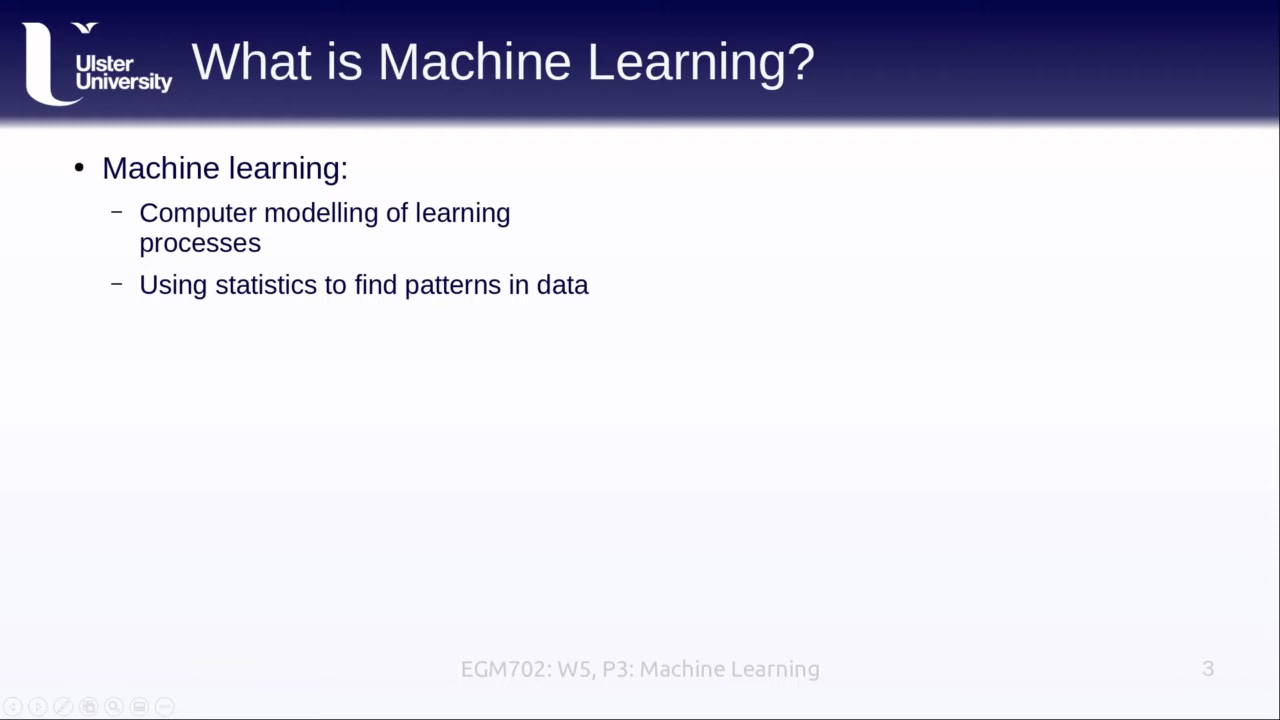 Ulster
University
What is Machine Learning?
• Machine learning:
– Computer modelling of learning
processes
– Using statistics to find patterns in data
EGM702: W5, P3: Machine Learning
3